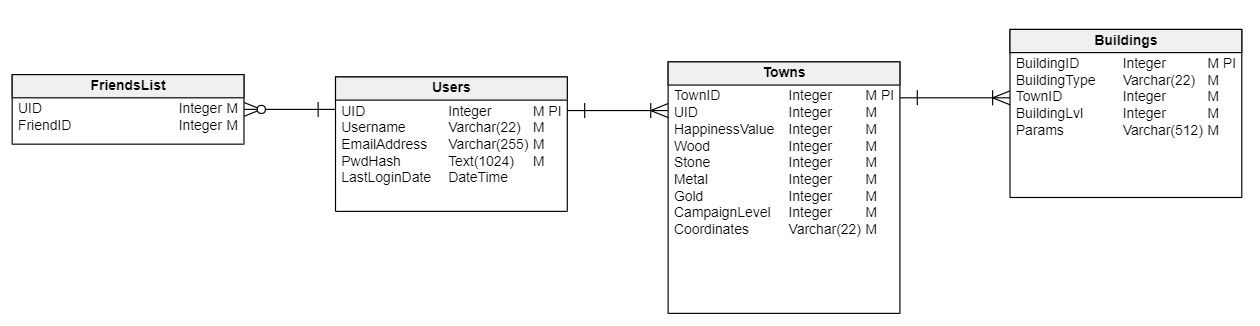 FriendsList
UID Integer M
FriendID Integer M
Users
UID Integer M PI
Username Varchar(22) M
EmailAddress Varchar(255) M
PwdHash Text(1024) M
LastLoginDate DateTime
Towns
TownID Integer M PI
UID Integer M
HappinessValue Integer M
Wood Integer M
Stone Integer M
Metal Integer M
Gold Integer M
CampaignLevel Integer M
Coordinates Varchar(22) M
Buildings
BuildingID Integer M PI
BuildingType Varchar(22) M
TownID Integer M
BuildingLvl Integer M
Params Varchar(512) M